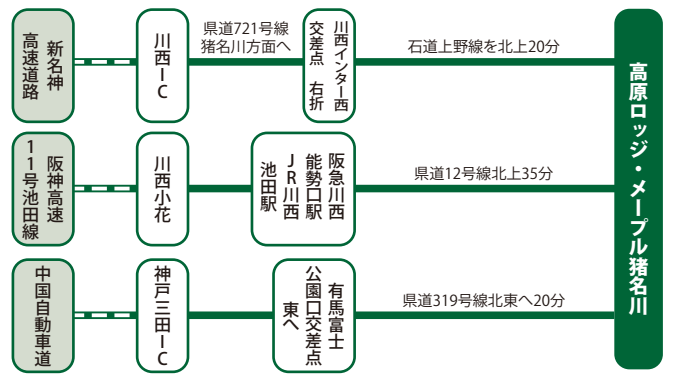 新名神
高速道路
川西IC
県道721号線
猪名川方面へ
川西インター西
交差点 右折
石道上野線を北上20分
阪神高速
11号池田線
川西小花
阪急川西
能勢口駅
JR川西
池田駅
県道12号線北上35分
中国自動車道
神戸三田IC
有馬富士
公園口交差点
東へ
県道319号線北東へ20分
高原ロッジ・メープル猪名川